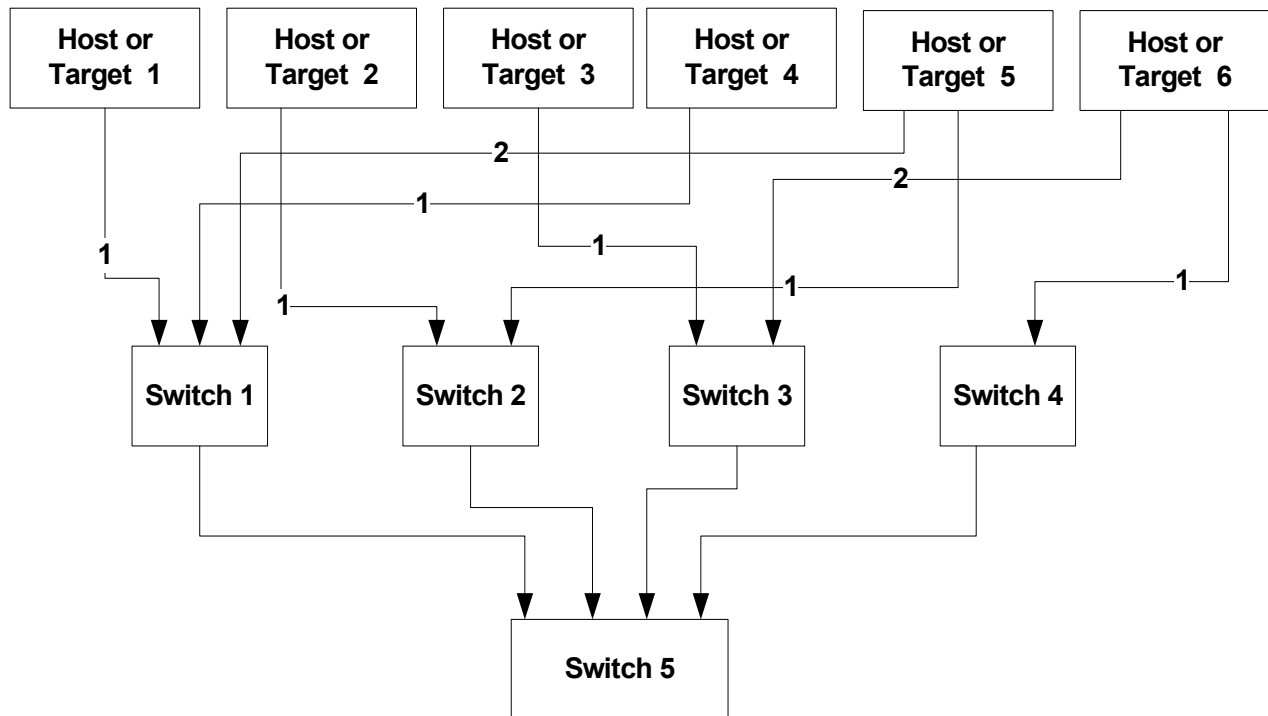 Host or
Target 1
Host or
Target 2
Host or
Target 3
Host or
Target 4
Host or
Target 5
Host or
Target 6
2
2
1
1
1
1
1
1
Switch 1
Switch 2
Switch 3
Switch 4
Switch 5